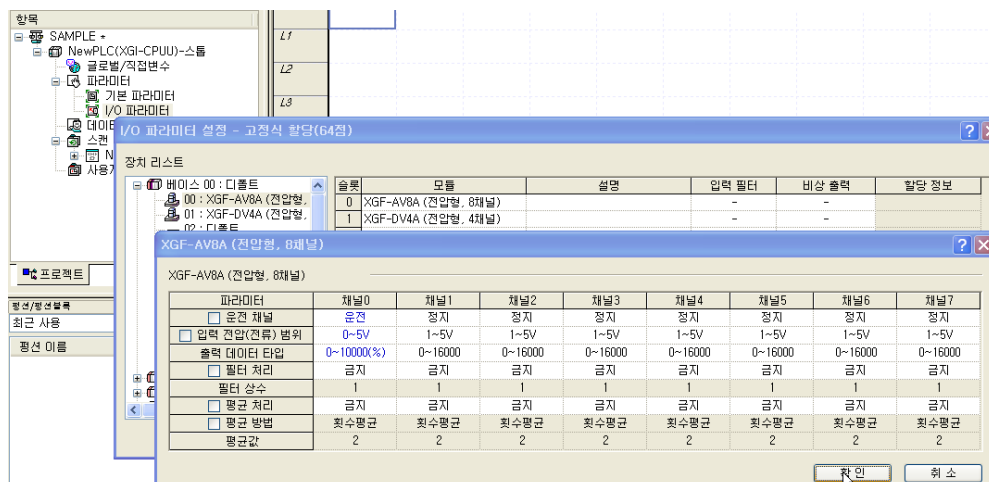 항목
SAMPLE *
NewPLC(XGI-CPUU)-스톱
글로벌/직접변수
파라미터
기본 파라미터
I/O 파라미터
스캔
L1
L2
L3
I/O 파라미터 설정 - 고정식 할당(64점)
장치 리스트
베이스 00 : 디폴트
00 : XGF-AV8A (전압형,
01 : XGF-DV4A (전압형,
02 : 디폴트
슬롯 모듈 설명 입력 필터 비상 출력 할당 정보
0 XGF-AV8A (전압형, 8채널) - -
1 XGF-DV4A (전압형, 4채널) - -
프로젝트
평션/평션블록
최근 사용
평션 이름
XGF-AV8A (전압형, 8채널)
XGF-AV8A (전압형, 8채널)
파라미터 채널0 채널1 채널2 채널3 채널4 채널5 채널6 채널7
운전 채널 운전 정지 정지 정지 정지 정지 정지 정지
입력 전압(전류) 범위 0~5V 1~5V 1~5V 1~5V 1~5V 1~5V 1~5V 1~5V
출력 데이터 타입 0~10000(%) 0~16000 0~16000 0~16000 0~16000 0~16000 0~16000 0~16000
필터 처리 금지 금지 금지 금지 금지 금지 금지 금지
필터 상수 1 1 1 1 1 1 1 1
평균 처리 금지 금지 금지 금지 금지 금지 금지 금지
평균 방법 횟수평균 횟수평균 횟수평균 횟수평균 횟수평균 횟수평균 횟수평균 횟수평균
평균값 2 2 2 2 2 2 2 2
확인 취소